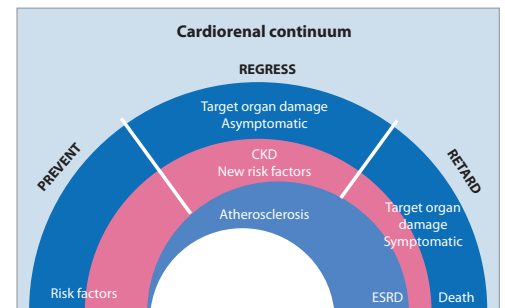 Cardiorenal continuum
REGRESS
PREVENT
RETARD
Target organ damage
Asymptomatic
CKD
New risk factors
Atherosclerosis
Target organ
damage
Symptomatic
Risk factors
ESRD
Death